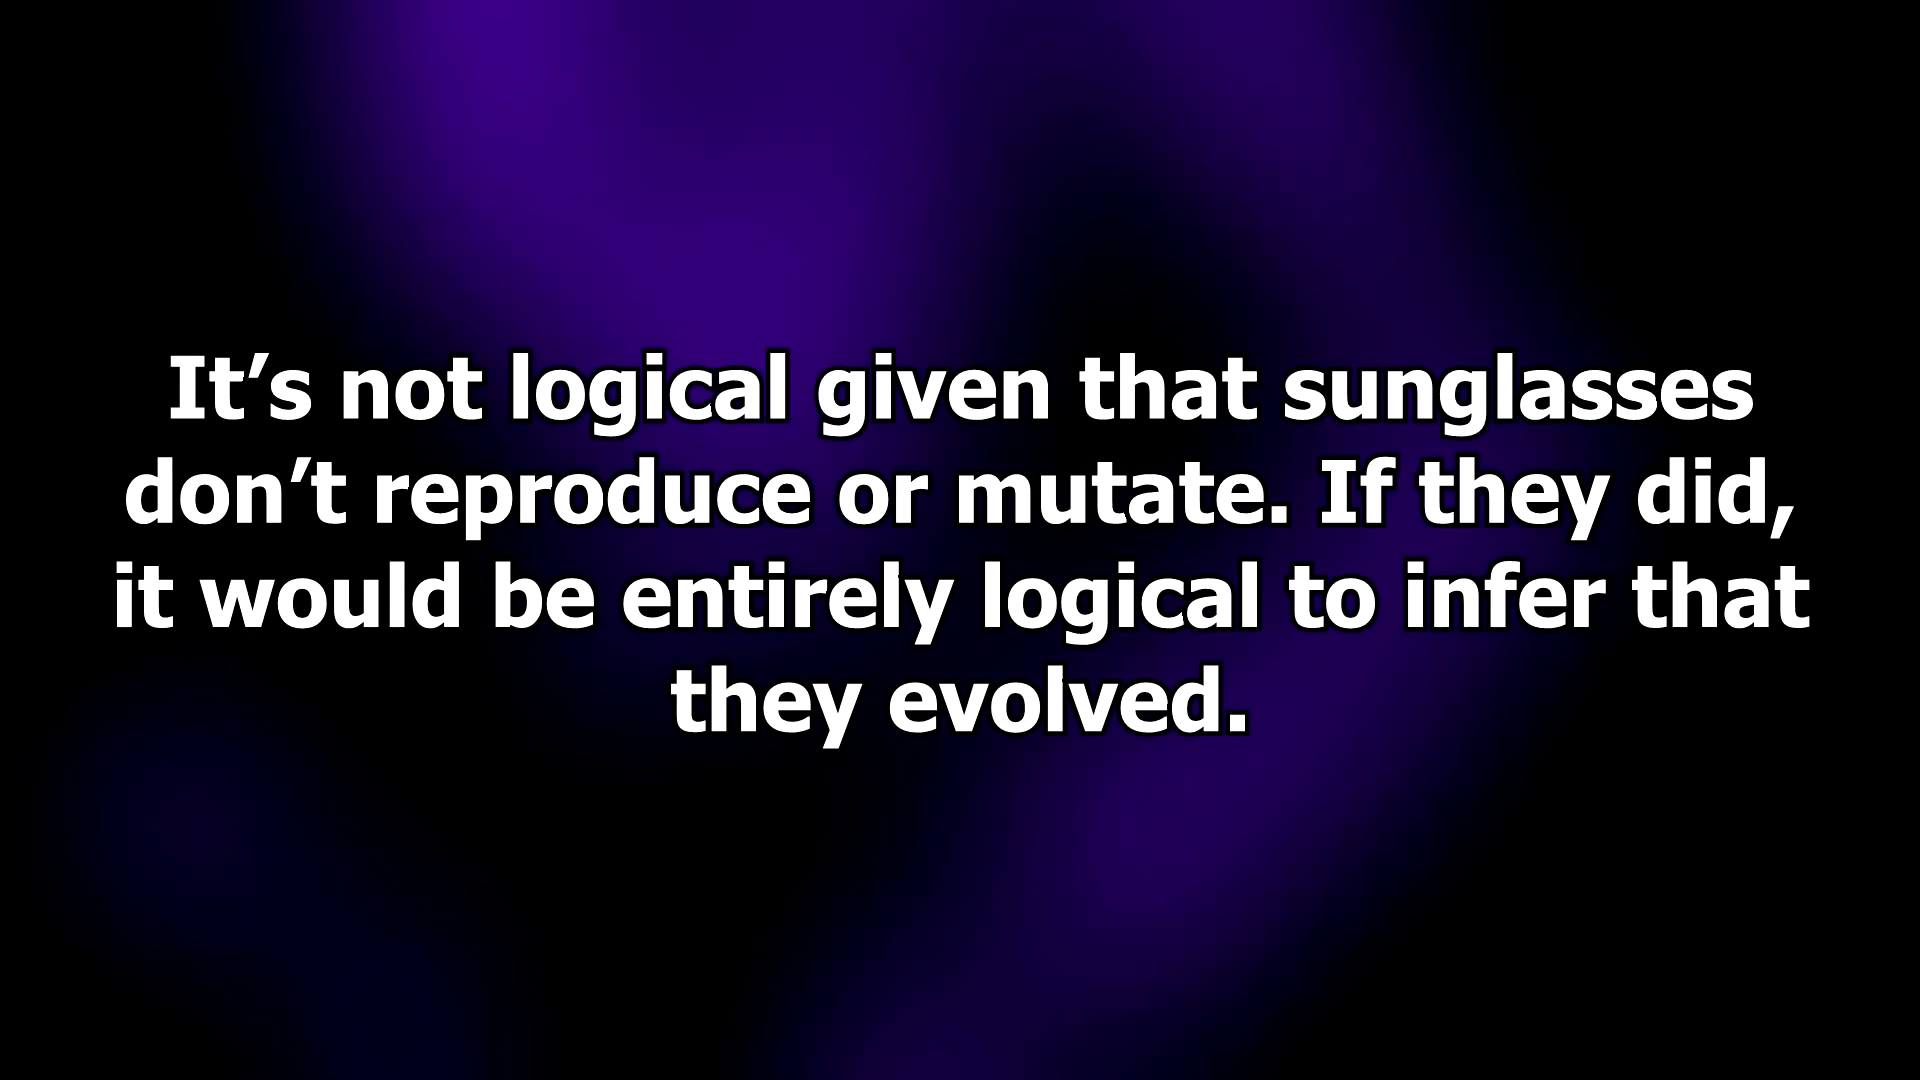 It’s not logical given that sunglasses
don’t reproduce or mutate. If they did,
it would be entirely logical to infer that
they evolved.